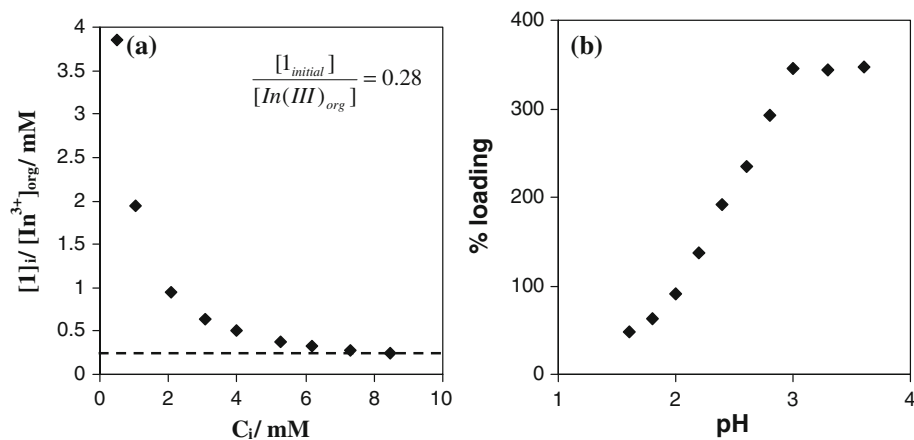 (a)
[1initial] / [In(III)org] = 0.28
4
3.5
3
2.5
2
1.5
1
0.5
0
[1]i/ [In3+]org/ mM
0 2 4 6 8 10
Ci/ mM
(b)
400
300
200
100
0
% loading
1 2 3 4
pH